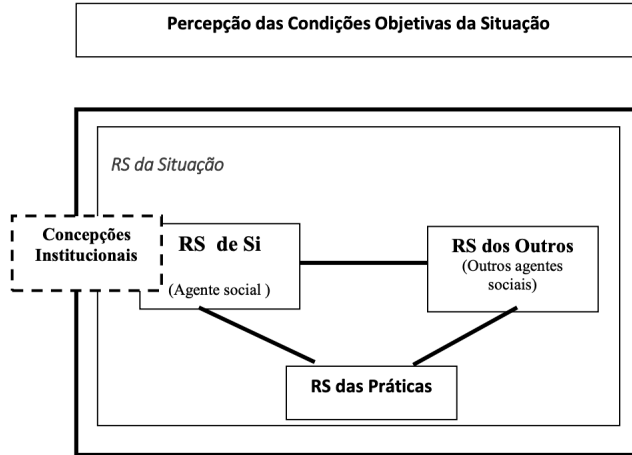 Percepção das Condições Objetivas da Situação
RS da Situação
Concepções
Institucionais
RS de Si
(Agente social )
RS dos Outros
(Outros agentes
sociais)
RS das Práticas